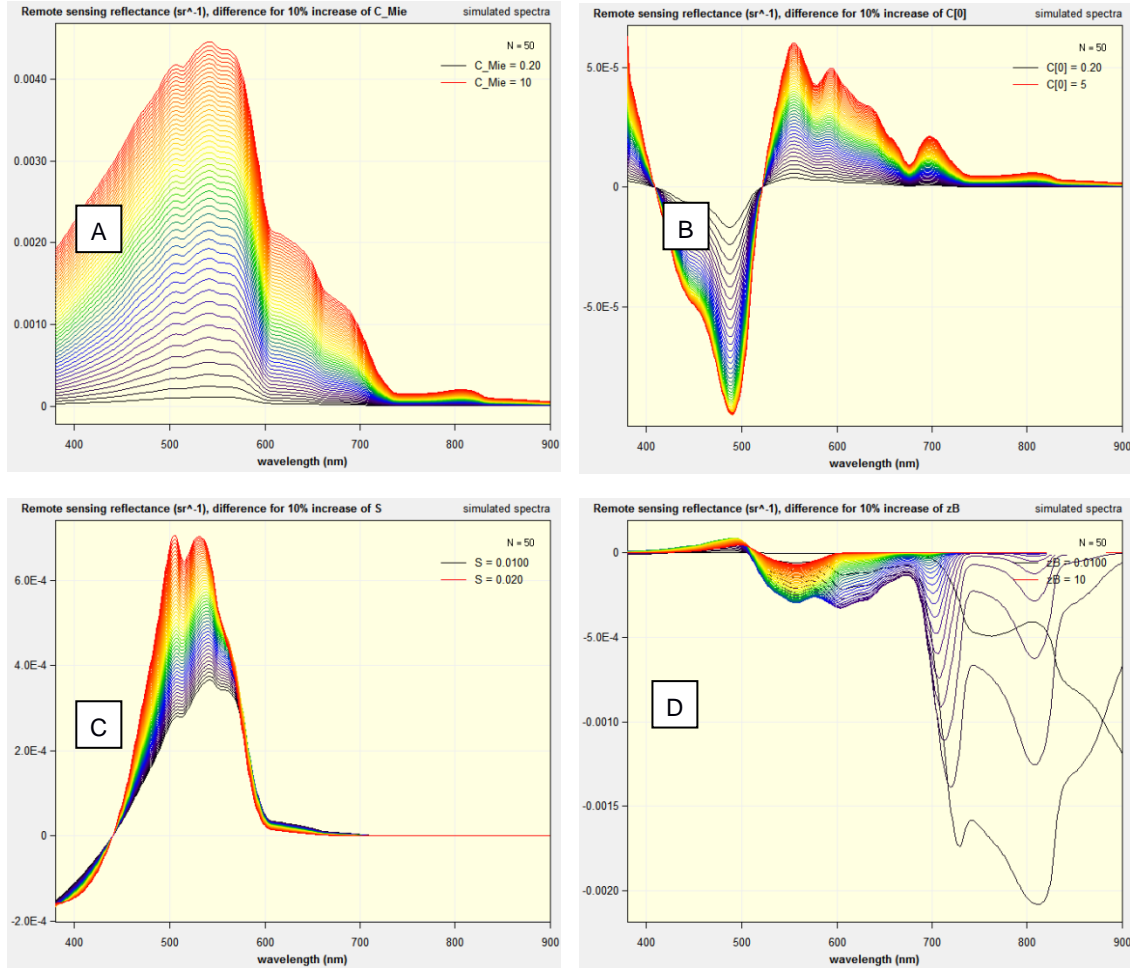 Remote sensing reflectance (sr^-1), difference for 10% increase of C_Mie simulated spectra
N = 50
C_Mie = 0.20
C_Mie = 10
0.0040
0.0030
0.0020
0.0010
0
A
400 500 600 700 800 900
wavelength (nm)
Remote sensing reflectance (sr^-1), difference for 10% increase of C[0] simulated spectra
N = 50
C[0] = 0.20
C[0] = 5
5.0E-5
0
-5.0E-5
B
400 500 600 700 800 900
wavelength (nm)
Remote sensing reflectance (sr^-1), difference for 10% increase of S simulated spectra
N = 50
S = 0.0100
S = 0.020
6.0E-4
4.0E-4
2.0E-4
0
-2.0E-4
C
400 500 600 700 800 900
wavelength (nm)
Remote sensing reflectance (sr^-1), difference for 10% increase of zB simulated spectra
N = 50
zB = 0.0100
zB = 10
0
-5.0E-4
-0.0010
-0.0015
-0.0020
D
400 500 600 700 800 900
wavelength (nm)